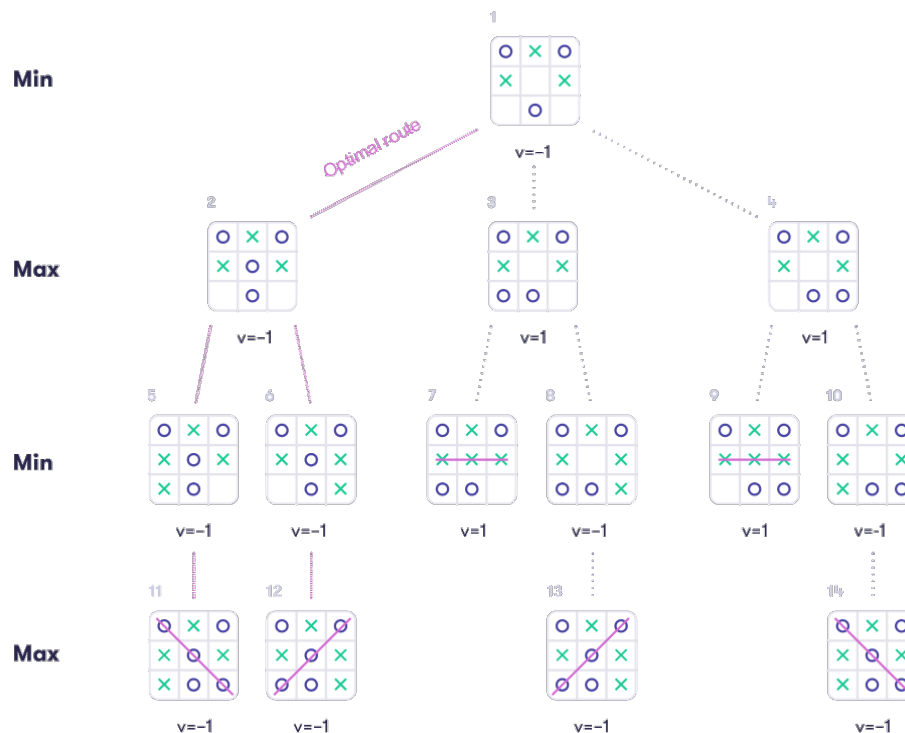 1
Min
Optimal route
v=-1
2 3 4
Max
v=-1 v=1 v=1
5 6 7 8 9 10
Min
v=-1 v=-1 v=1 v=-1 v=1 v=-1
11 12 13 14
Max
v=-1 v=-1 v=-1 v=-1